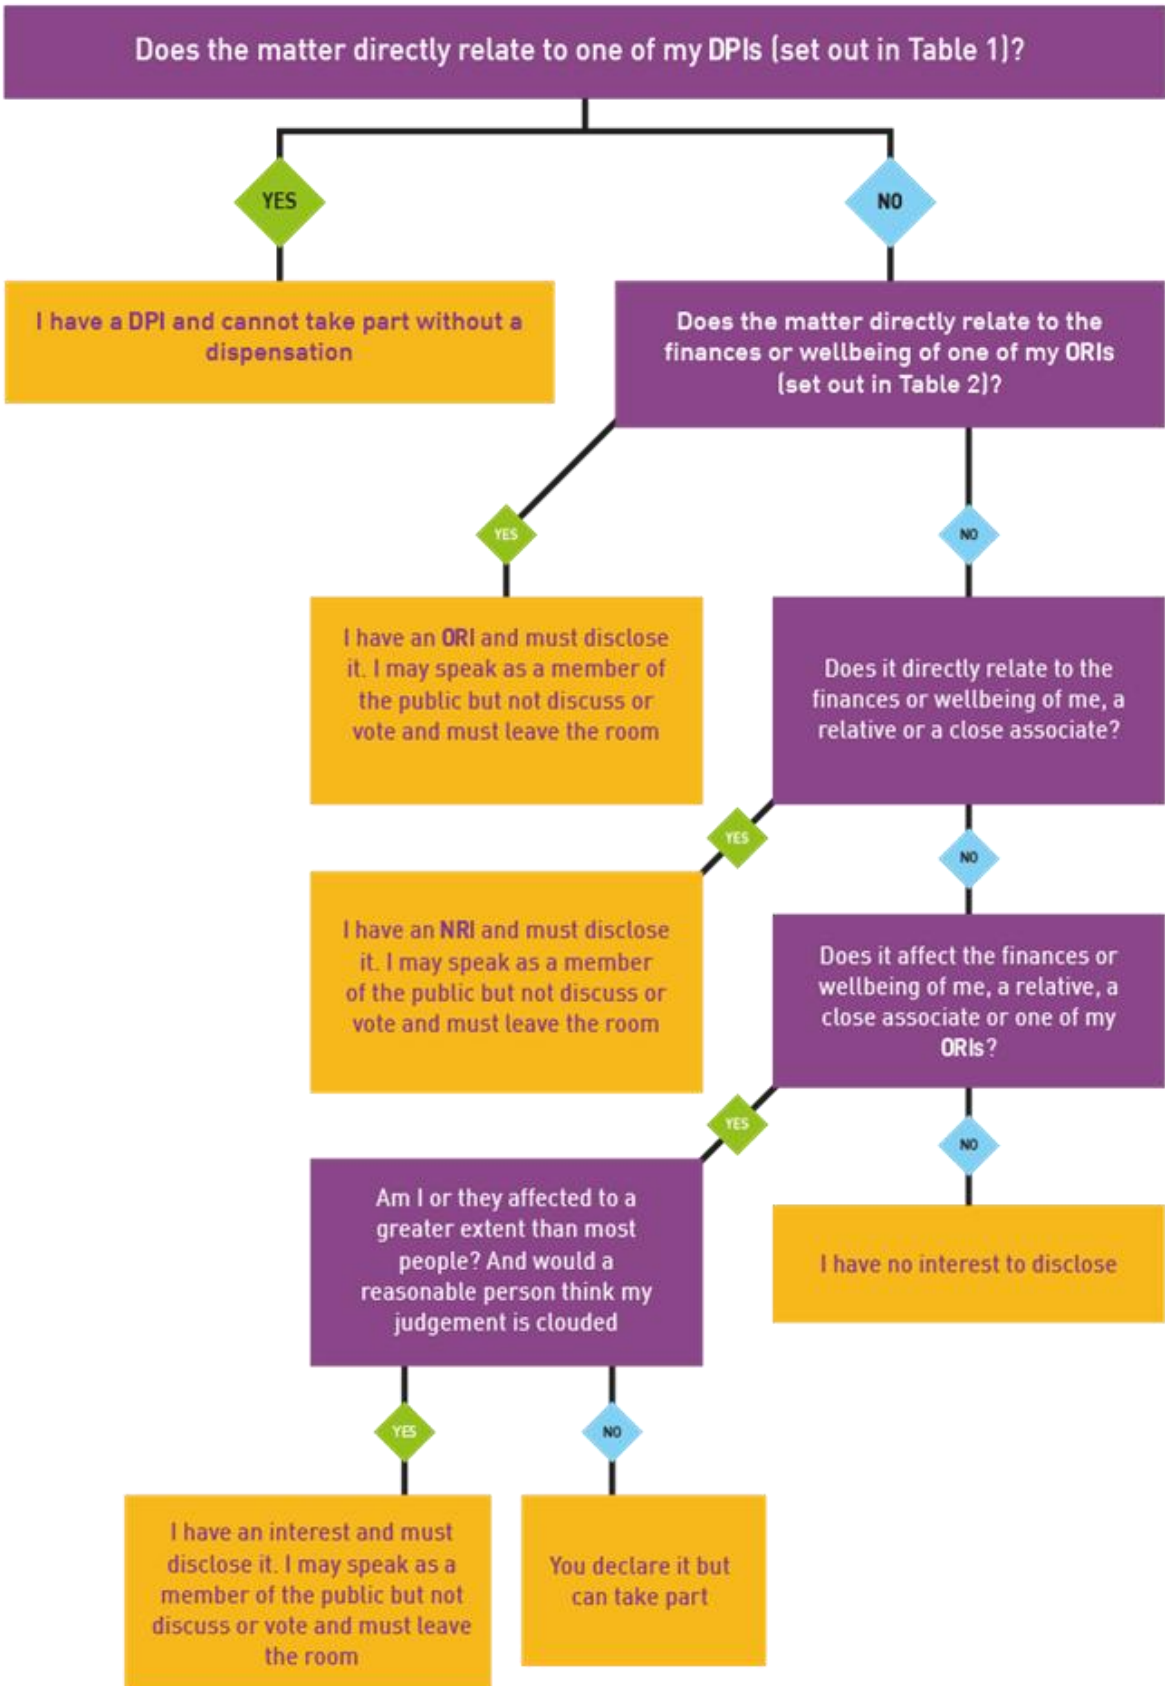 Does the matter directly relate to one of my DPIs (set out in Table 1)?
YES
NO
I have a DPI and cannot take part without a
dispensation
Does the matter directly relate to the
finances or wellbeing of one of my ORIs
(set out in Table 2)?
YES
NO
I have an ORI and must disclose
it. I may speak as a member of
the public but not discuss or
vote and must leave the room
Does it directly relate to the
finances or wellbeing of me, a
relative or a close associate?
YES
NO
I have an NRI and must disclose
it. I may speak as a member
of the public but not discuss or
vote and must leave the room
Does it affect the finances or
wellbeing of me, a relative, a
close associate or one of my
ORIs?
YES
NO
Am I or they affected to a
greater extent than most
people? And would a
reasonable person think my
judgement is clouded
I have no interest to disclose
YES
NO
I have an interest and must
disclose it. I may speak as a
member of the public but not
discuss or vote and must leave
the room
You declare it but
can take part